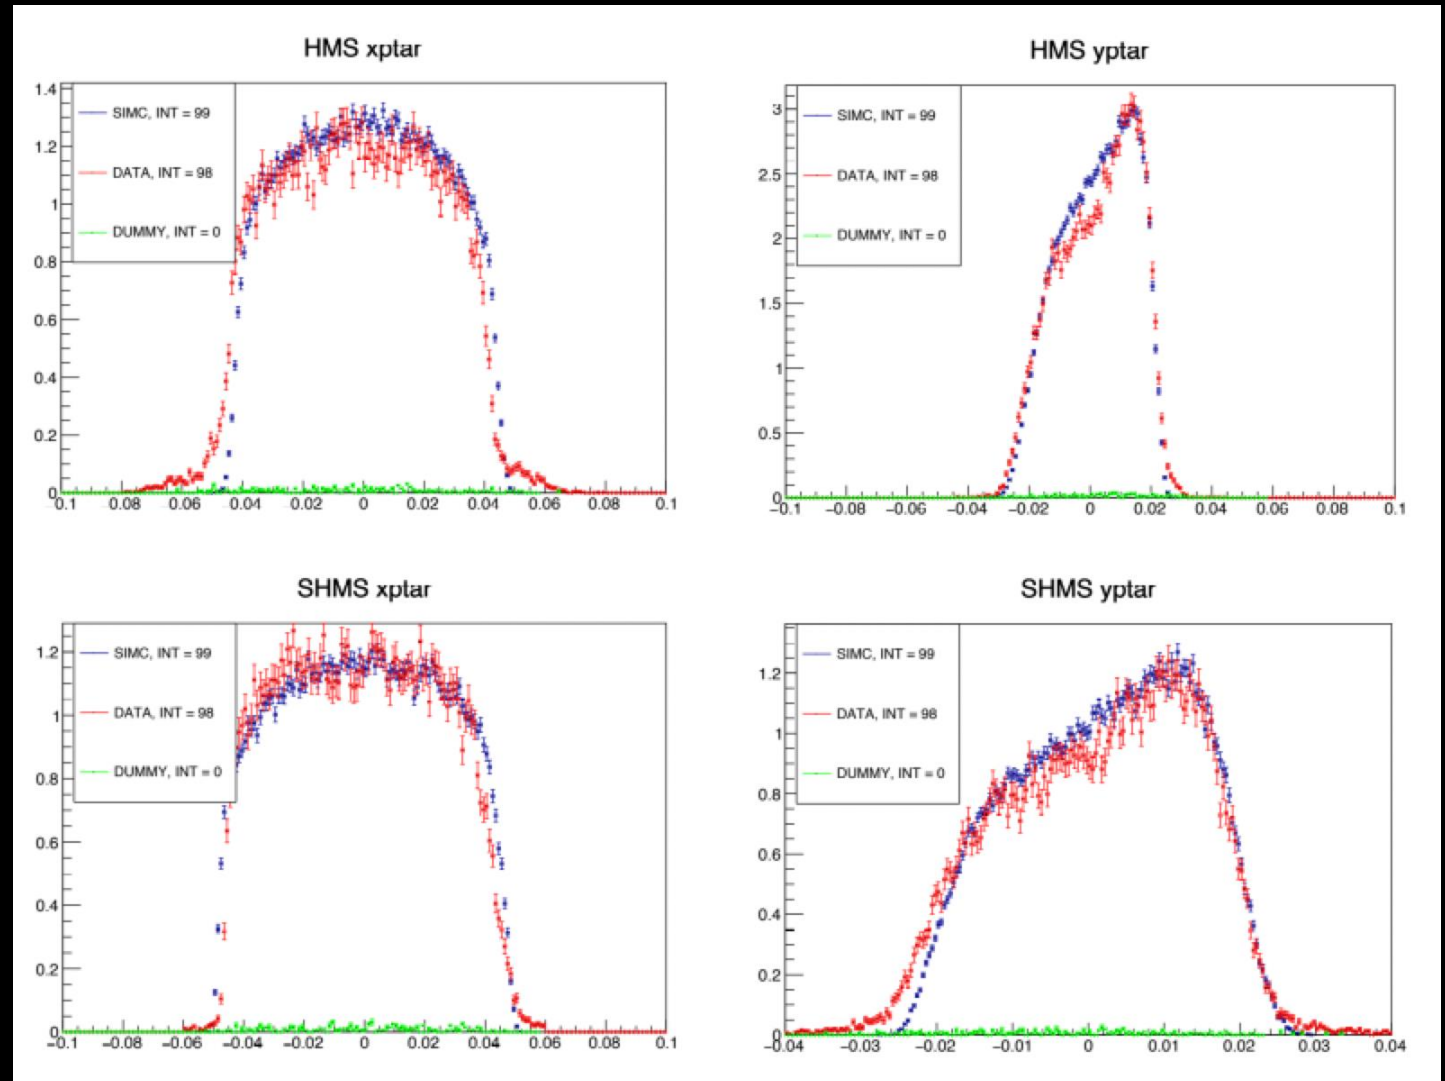 HMS xptar
1.4
1.2
1
0.8
0.6
0.4
0.2
0
SIMC, INT = 99
DATA, INT = 98
DUMMY, INT = 0
−0.1 −0.08 −0.06 −0.04 −0.02 0 0.02 0.04 0.06 0.08 0.1
HMS yptar
3
2.5
2
1.5
1
0.5
0
SIMC, INT = 99
DATA, INT = 98
DUMMY, INT = 0
−0.1 −0.08 −0.06 −0.04 −0.02 0 0.02 0.04 0.06 0.08 0.1
SHMS xptar
1.2
1
0.8
0.6
0.4
0.2
0
SIMC, INT = 99
DATA, INT = 98
DUMMY, INT = 0
−0.1 −0.08 −0.06 −0.04 −0.02 0 0.02 0.04 0.06 0.08 0.1
SHMS yptar
1.2
1
0.8
0.6
0.4
0.2
0
SIMC, INT = 99
DATA, INT = 98
DUMMY, INT = 0
−0.04 −0.03 −0.02 −0.01 0 0.01 0.02 0.03 0.04